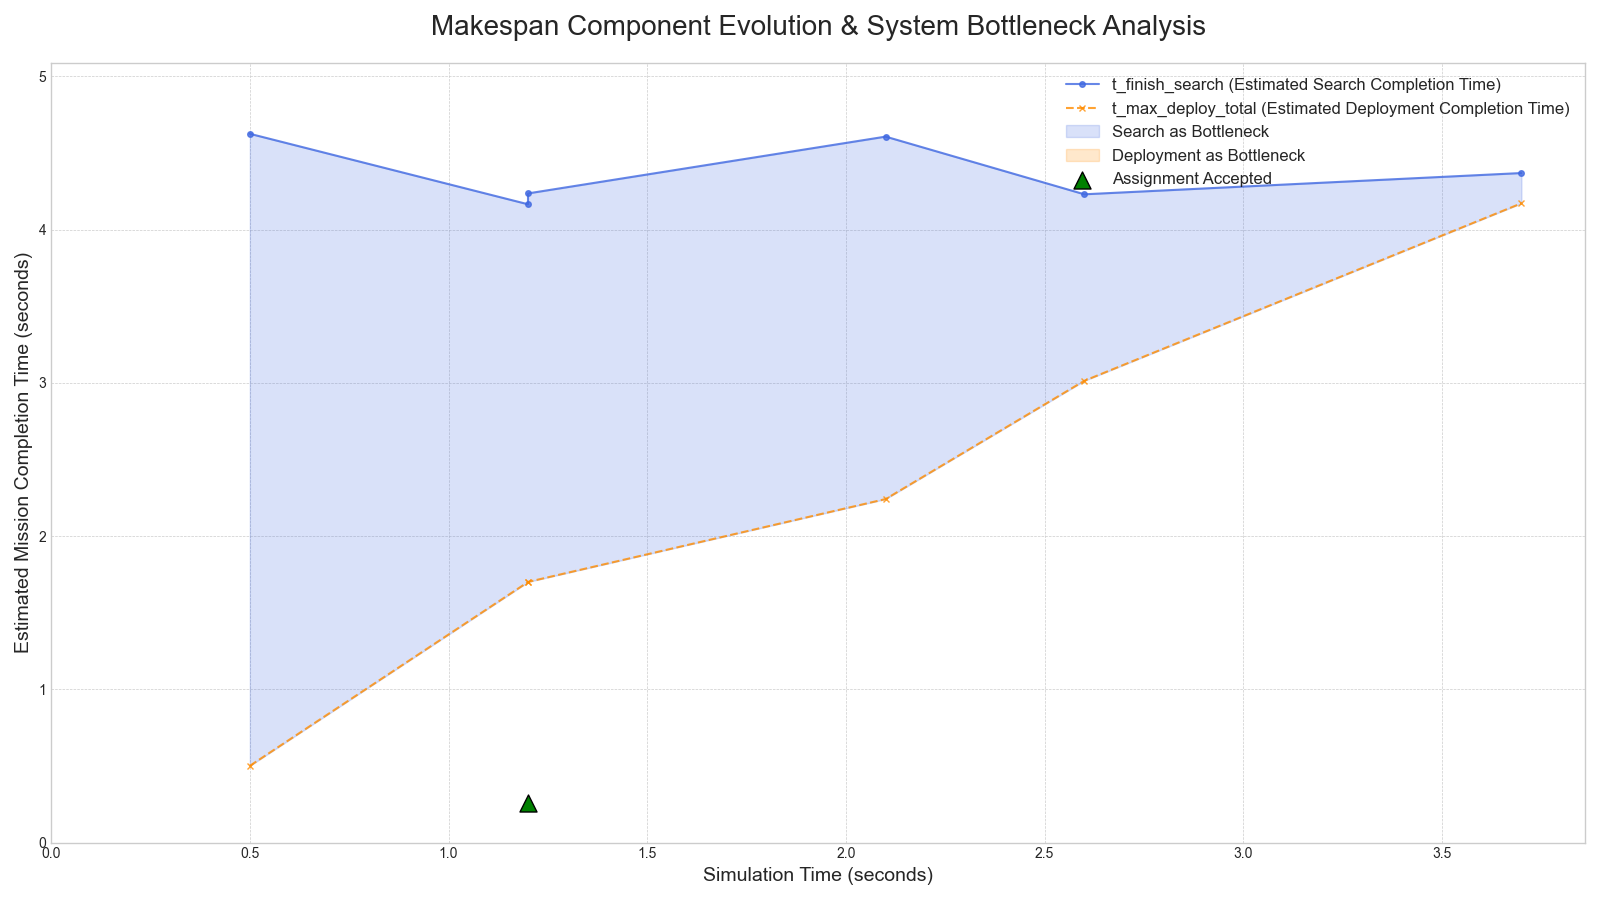 Makespan Component Evolution & System Bottleneck Analysis
t_finish_search (Estimated Search Completion Time)
t_max_deploy_total (Estimated Deployment Completion Time)
Search as Bottleneck
Deployment as Bottleneck
Assignment Accepted
Estimated Mission Completion Time (seconds)
5
4
3
2
1
0
0.0 0.5 1.0 1.5 2.0 2.5 3.0 3.5
Simulation Time (seconds)